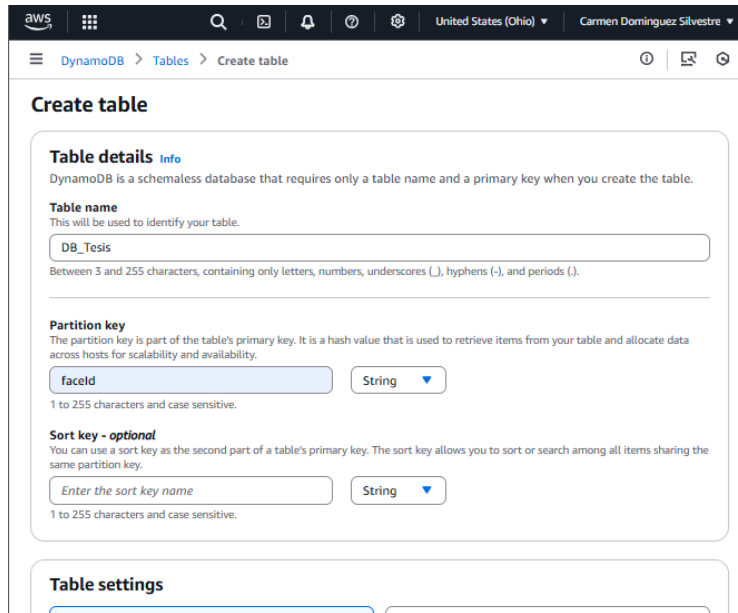 aws
United States (Ohio)
Carmen Dominguez Silvestre
DynamoDB > Tables > Create table
Create table
Table details Info
DynamoDB is a schemaless database that requires only a table name and a primary key when you create the table.
Table name
This will be used to identify your table.
DB_Tesis
Between 3 and 255 characters, containing only letters, numbers, underscores (_), hyphens (-), and periods (.).
Partition key
The partition key is part of the table's primary key. It is a hash value that is used to retrieve items from your table and allocate data
across hosts for scalability and availability.
faceId
String
1 to 255 characters and case sensitive.
Sort key - optional
You can use a sort key as the second part of a table's primary key. The sort key allows you to sort or search among all items sharing the
same partition key.
Enter the sort key name
String
1 to 255 characters and case sensitive.
Table settings